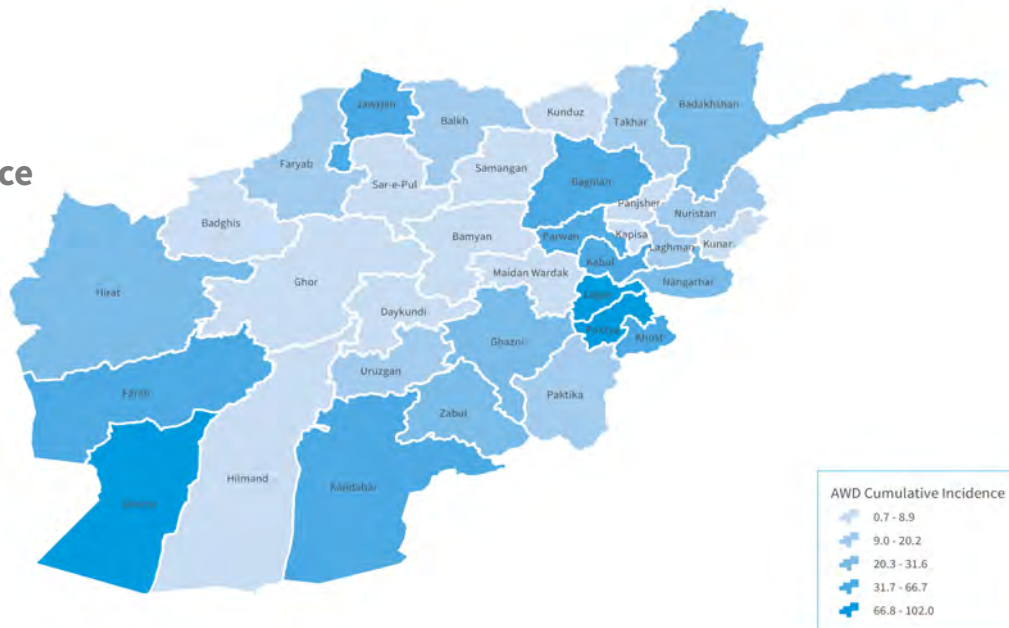 ce
Jawzjan
Balkh
Kunduz
Takhar
Badakhshan
Faryab
Sar-e-Pul
Samangan
Baghlan
Panjsher
Nuristan
Badghis
Bamyan
Parwan
Kapisa
Laghman
Kunar
Kabul
Hirat
Ghor
Maidan Wardak
Nangarhar
Logar
Daykundi
Paktya
Khost
Ghazni
Farah
Uruzgan
Paktika
Zabul
Hilmand
Kandahar
Nimroz
AWD Cumulative Incidence
0.7 - 8.9
9.0 - 20.2
20.3 - 31.6
31.7 - 66.7
66.8 - 102.0